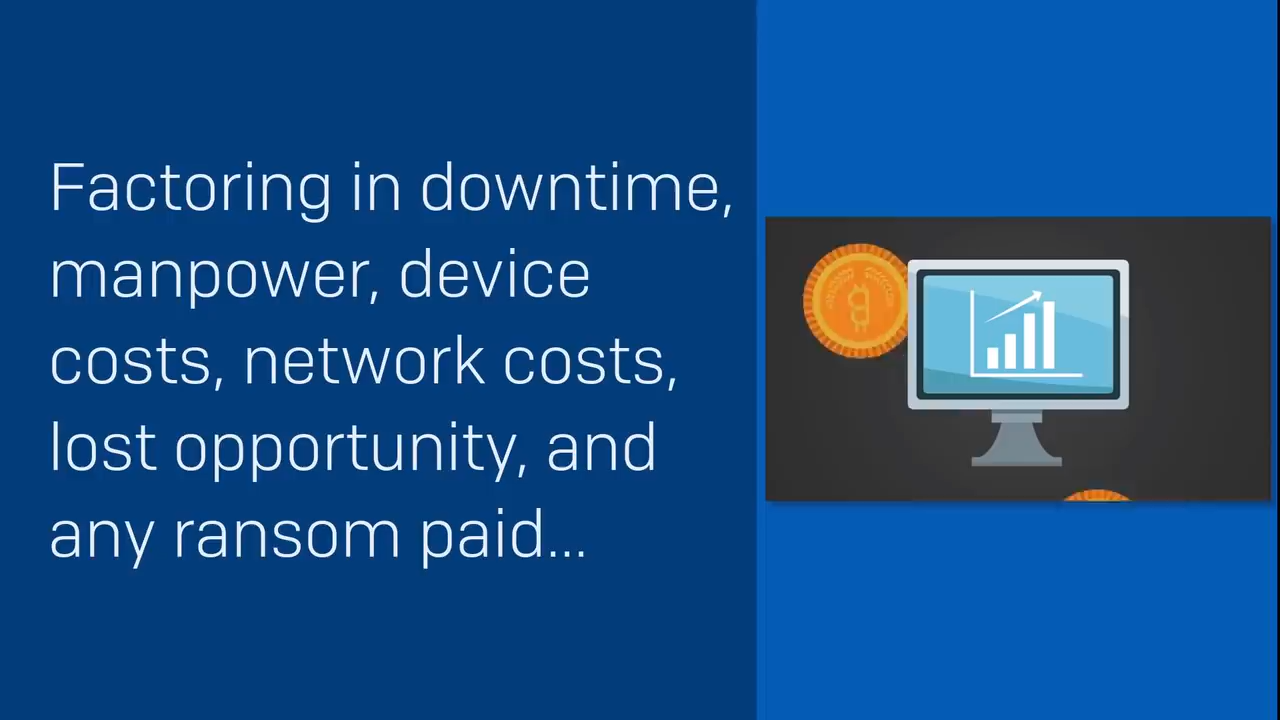 Factoring in downtime,
manpower, device
costs, network costs,
lost opportunity, and
any ransom paid...